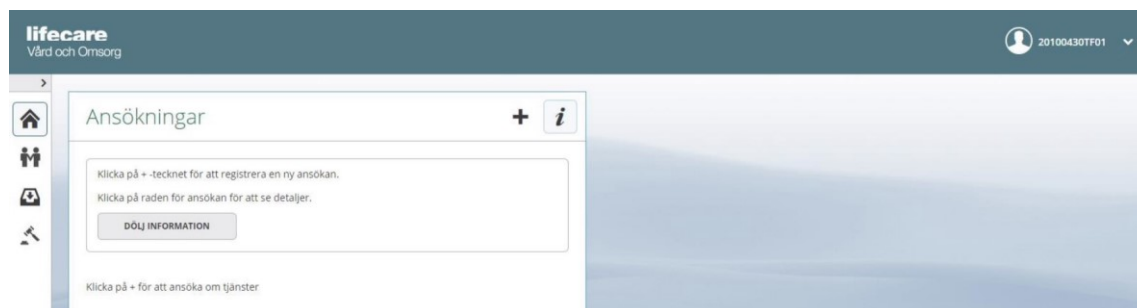 lifecare
Vård och Omsorg
20100430TF01
Ansökningar
Klicka på + -tecknet för att registrera en ny ansökan.
Klicka på raden för ansökan för att se detaljer.
DÖLJ INFORMATION
Klicka på + för att ansöka om tjänster